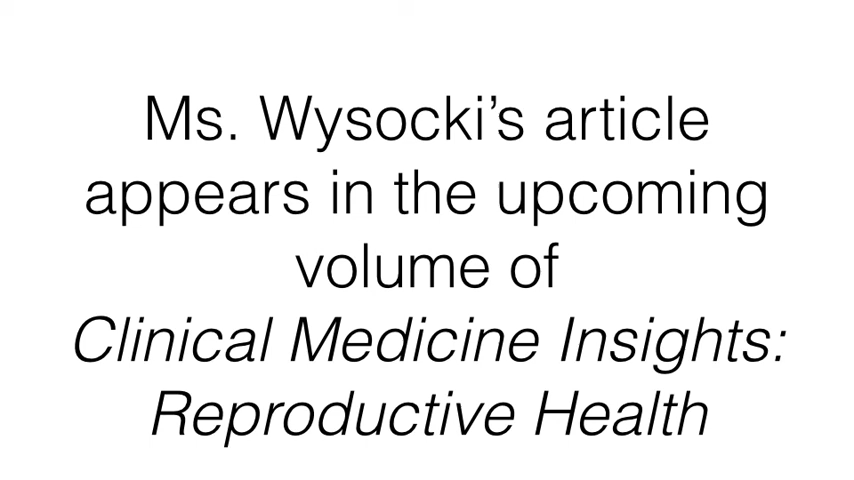 Ms. Wysocki’s article
appears in the upcoming
volume of
Clinical Medicine Insights:
Reproductive Health